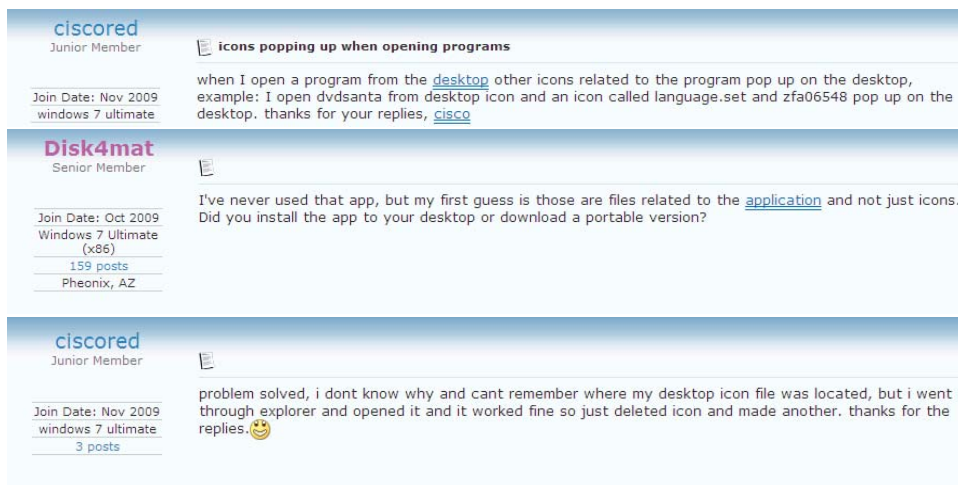 ciscored
Junior Member
Join Date: Nov 2009
windows 7 ultimate
icons popping up when opening programs
when I open a program from the desktop other icons related to the program pop up on the desktop,
example: I open dvdsanta from desktop icon and an icon called language.set and zfa06548 pop up on the
desktop. thanks for your replies, cisco
Disk4mat
Senior Member
Join Date: Oct 2009
Windows 7 Ultimate
(x86)
159 posts
Pheonix, AZ
I've never used that app, but my first guess is those are files related to the application and not just icons.
Did you install the app to your desktop or download a portable version?
ciscored
Junior Member
Join Date: Nov 2009
windows 7 ultimate
3 posts
problem solved, i dont know why and cant remember where my desktop icon file was located, but i went
through explorer and opened it and it worked fine so just deleted icon and made another. thanks for the
replies.